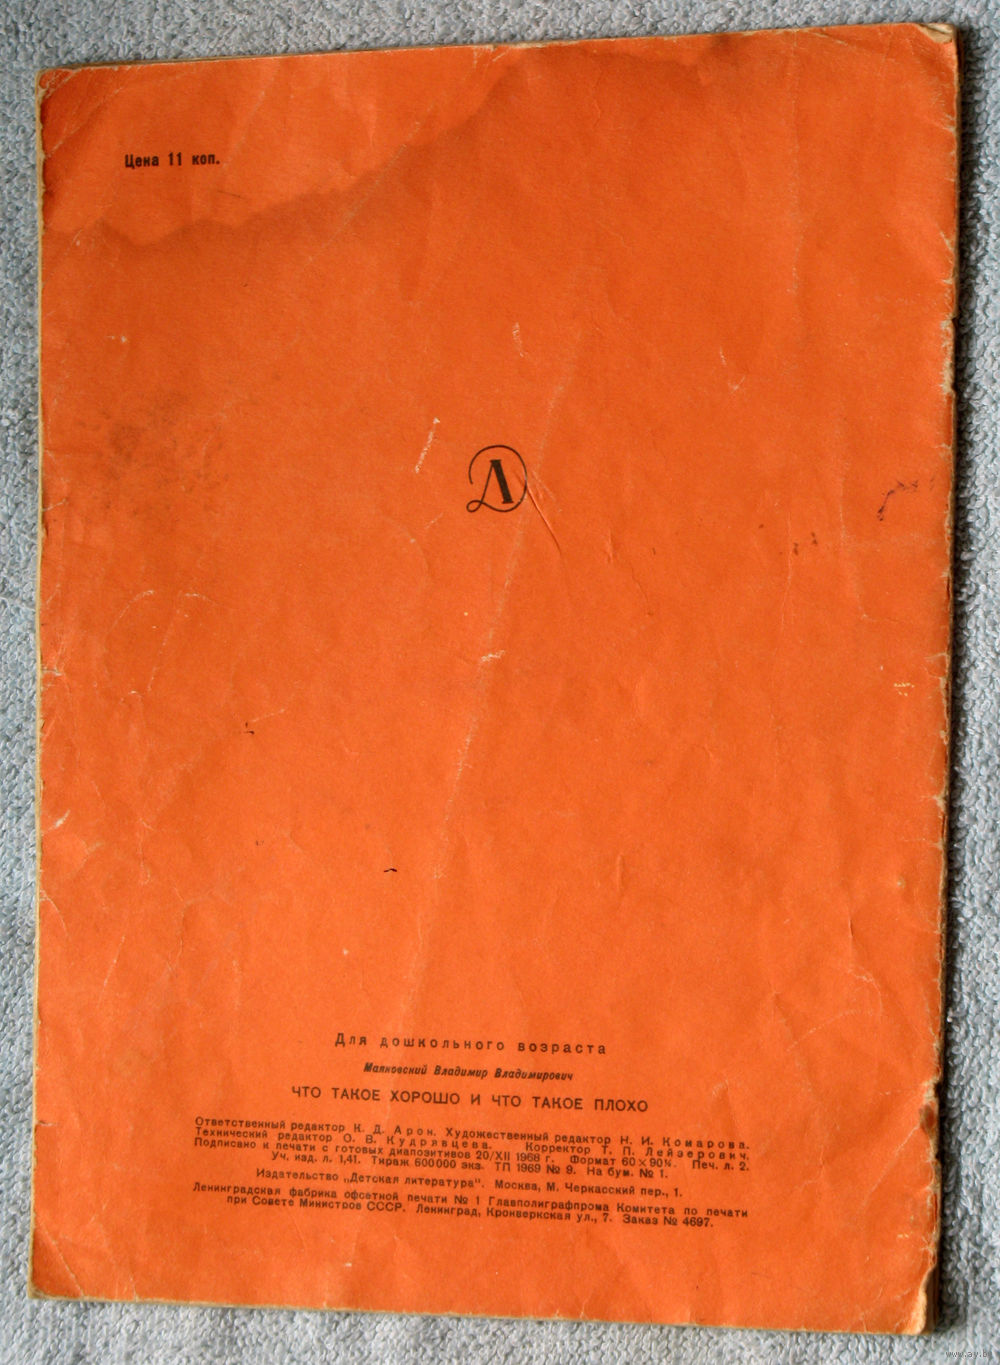 Цена 11 коп.
Д
Для дошкольного возраста
Маяковский Владимир Владимирович
ЧТО ТАКОЕ ХОРОШО И ЧТО ТАКОЕ ПЛОХО
Ответственный редактор К. Д. Арон. Художественный редактор Н. И. Комарова.
Технический редактор О. В. Кудрявцева. Корректор Т. П. Лейзерович.
Подписано к печати с готовых диапозитивов 20/XII 1968 г. Формат 60×90⅛. Печ. л. 2.
Уч. изд. л. 1,41. Тираж 600000 экз. ТП 1969 № 9. На бум. № 1.
Издательство „Детская литература". Москва, М. Черкасский пер., 1.
Ленинградская фабрика офсетной печати № 1 Главполиграфпрома Комитета по печати
при Совете Министров СССР. Ленинград, Кронверкская ул., 7. Заказ № 4697.